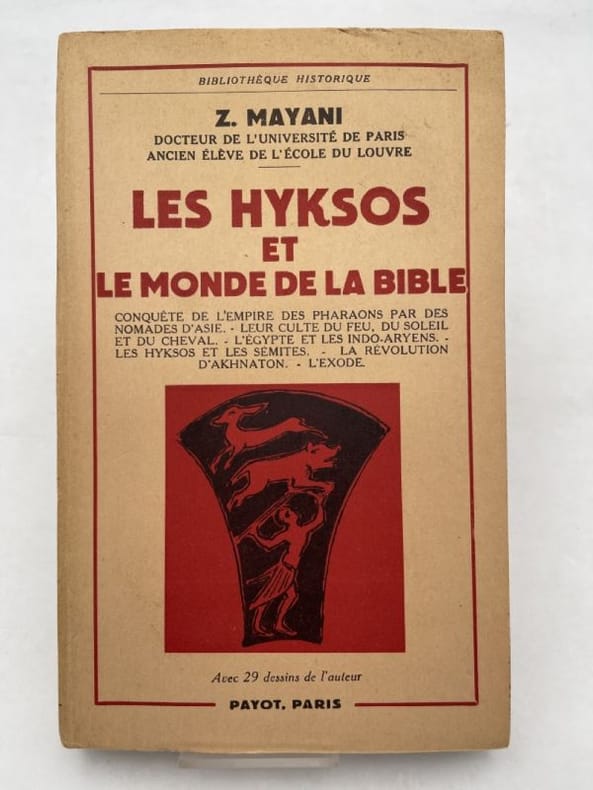 BIBLIOTHÈQUE HISTORIQUE
Z. MAYANI
DOCTEUR DE L'UNIVERSITÉ DE PARIS
ANCIEN ÉLÈVE DE L'ÉCOLE DU LOUVRE
LES HYKSOS
ET
LE MONDE DE LA BIBLE
CONQUÊTE DE L'EMPIRE DES PHARAONS PAR DES
NOMADES D'ASIE. - LEUR CULTE DU FEU, DU SOLEIL
ET DU CHEVAL. - L'ÉGYPTE ET LES INDO-ARYENS. -
LES HYKSOS ET LES SÉMITES. - LA RÉVOLUTION
D'AKHNATON. - L'EXODE.
Avec 29 dessins de l'auteur
PAYOT, PARIS